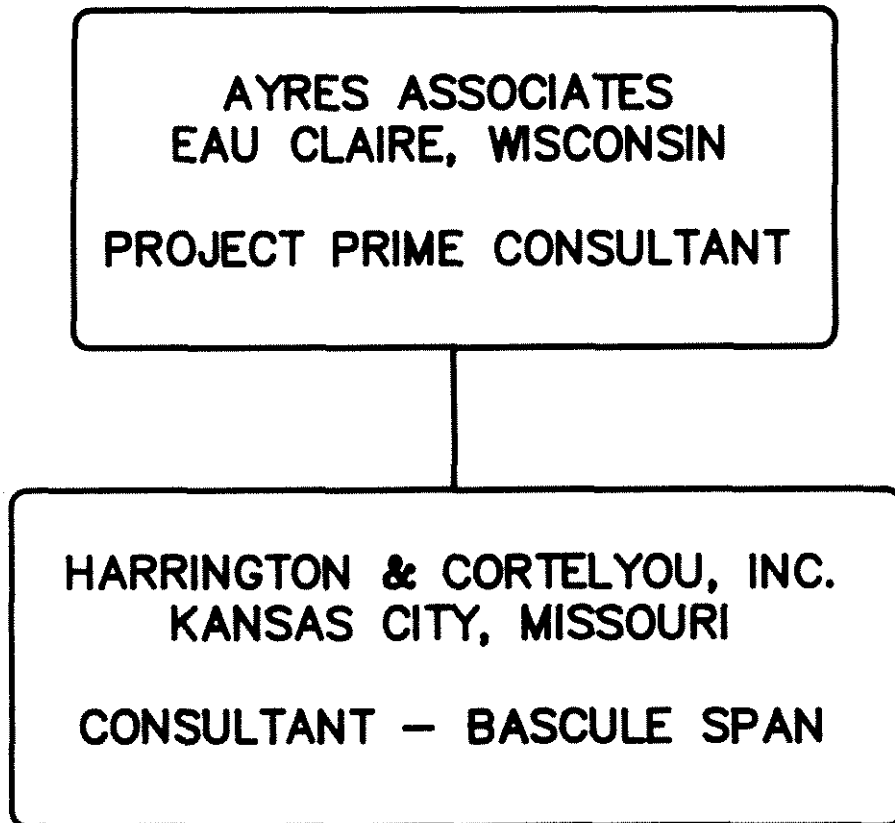 AYRES ASSOCIATES
EAU CLAIRE, WISCONSIN
PROJECT PRIME CONSULTANT
HARRINGTON & CORTELYOU, INC.
KANSAS CITY, MISSOURI
CONSULTANT – BASCULE SPAN